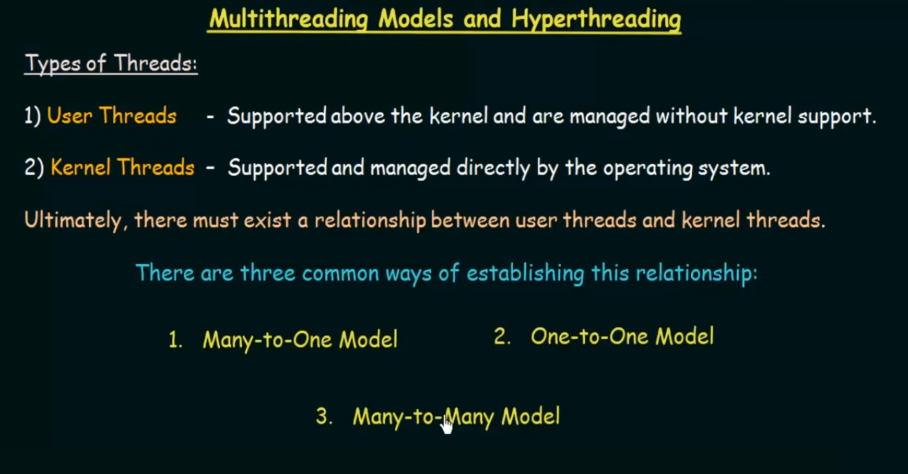 Multithreading Models and Hyperthreading
Types of Threads:
1) User Threads - Supported above the kernel and are managed without kernel support.
2) Kernel Threads - Supported and managed directly by the operating system.
Ultimately, there must exist a relationship between user threads and kernel threads.
There are three common ways of establishing this relationship:
1. Many-to-One Model
2. One-to-One Model
3. Many-to-Many Model